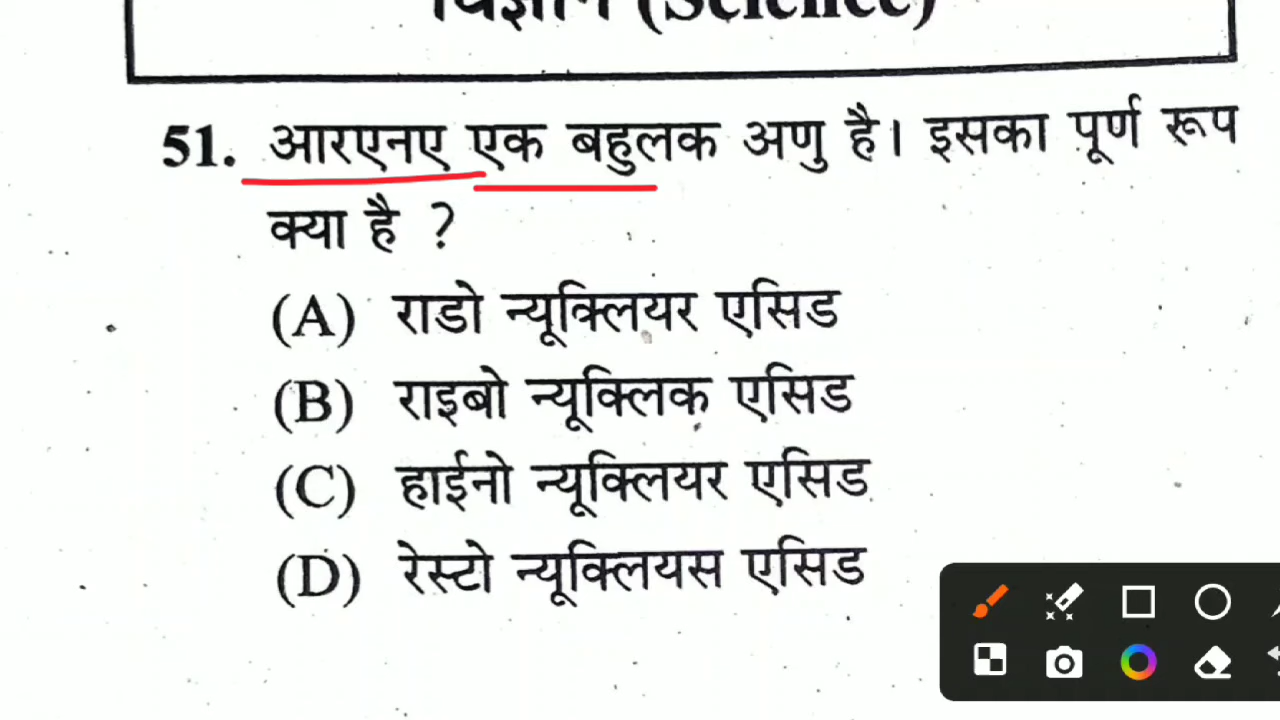 विज्ञान (Science)
51. आरएनए एक बहुलक अणु है। इसका पूर्ण रूप
क्या है ?
(A) राडो न्यूक्लियर एसिड
(B) राइबो न्यूक्लिक एसिड
(C) हाईनो न्यूक्लियर एसिड
(D) रेस्टो न्यूक्लियस एसिड